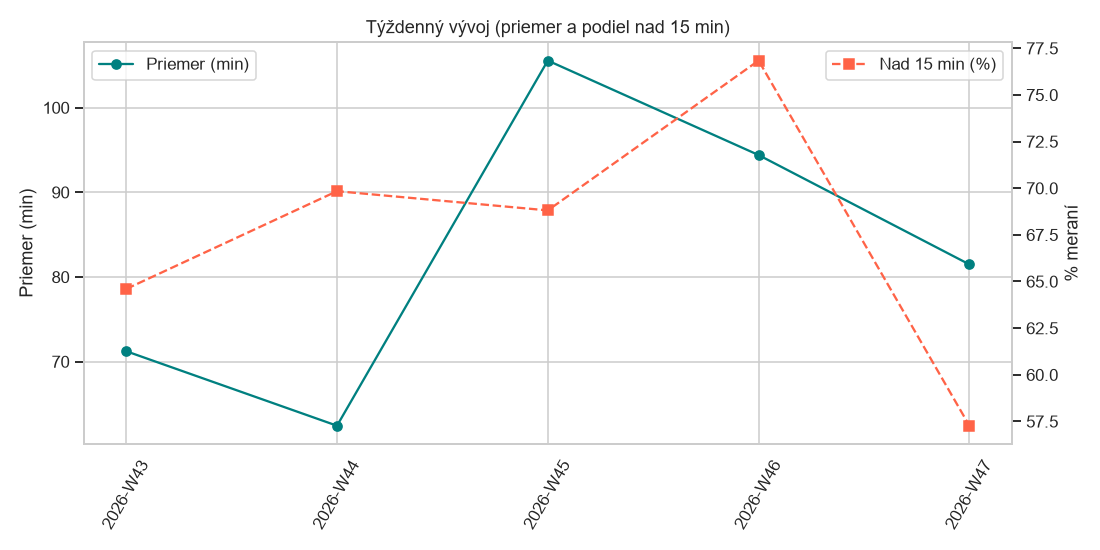 Týždenný vývoj (priemer a podiel nad 15 min)
Priemer (min)
Nad 15 min (%)
Priemer (min)
100
90
80
70
77.5
75.0
72.5
70.0
67.5
65.0
62.5
60.0
57.5
% meraní
2026-W43
2026-W44
2026-W45
2026-W46
2026-W47